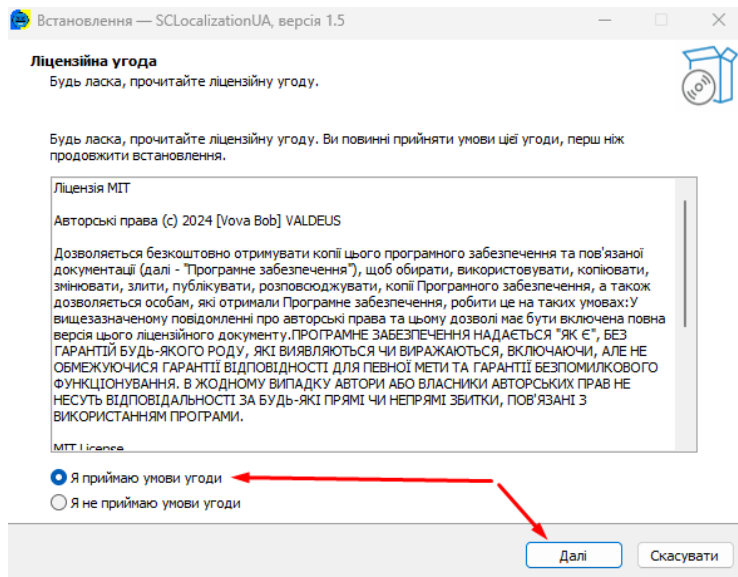 Встановлення — SCLocalizationUA, версія 1.5
Ліцензійна угода
Будь ласка, прочитайте ліцензійну угоду.
Будь ласка, прочитайте ліцензійну угоду. Ви повинні прийняти умови цієї угоди, перш ніж
продовжити встановлення.
Ліцензія MIT
Авторські права (c) 2024 [Vova Bob] VALDEUS
Дозволяється безкоштовно отримувати копії цього програмного забезпечення та пов'язаної
документації (далі - "Програмне забезпечення"), щоб обирати, використовувати, копіювати,
змінювати, злити, публікувати, розповсюджувати, копії Програмного забезпечення, а також
дозволяється особам, які отримали Програмне забезпечення, робити це на таких умовах:У
вищезазначеному повідомленні про авторські права та цьому дозволі має бути включена повна
версія цього ліцензійного документу.ПРОГРАМНЕ ЗАБЕЗПЕЧЕННЯ НАДАЄТЬСЯ "ЯК Є", БЕЗ
ГАРАНТІЙ БУДЬ-ЯКОГО РОДУ, ЯКІ ВИЯВЛЯЮТЬСЯ ЧИ ВИРАЖАЮТЬСЯ, ВКЛЮЧАЮЧИ, АЛЕ НЕ
ОБМЕЖУЮЧИСЯ ГАРАНТІЇ ВІДПОВІДНОСТІ ДЛЯ ПЕВНОЇ МЕТИ ТА ГАРАНТІЇ БЕЗПОМИЛКОВОГО
ФУНКЦІОНУВАННЯ. В ЖОДНОМУ ВИПАДКУ АВТОРИ АБО ВЛАСНИКИ АВТОРСЬКИХ ПРАВ НЕ
НЕСУТЬ ВІДПОВІДАЛЬНОСТІ ЗА БУДЬ-ЯКІ ПРЯМІ ЧИ НЕПРЯМІ ЗБИТКИ, ПОВ'ЯЗАНІ З
ВИКОРИСТАННЯМ ПРОГРАМИ.
MIT License
Я приймаю умови угоди
Я не приймаю умови угоди
Далі
Скасувати